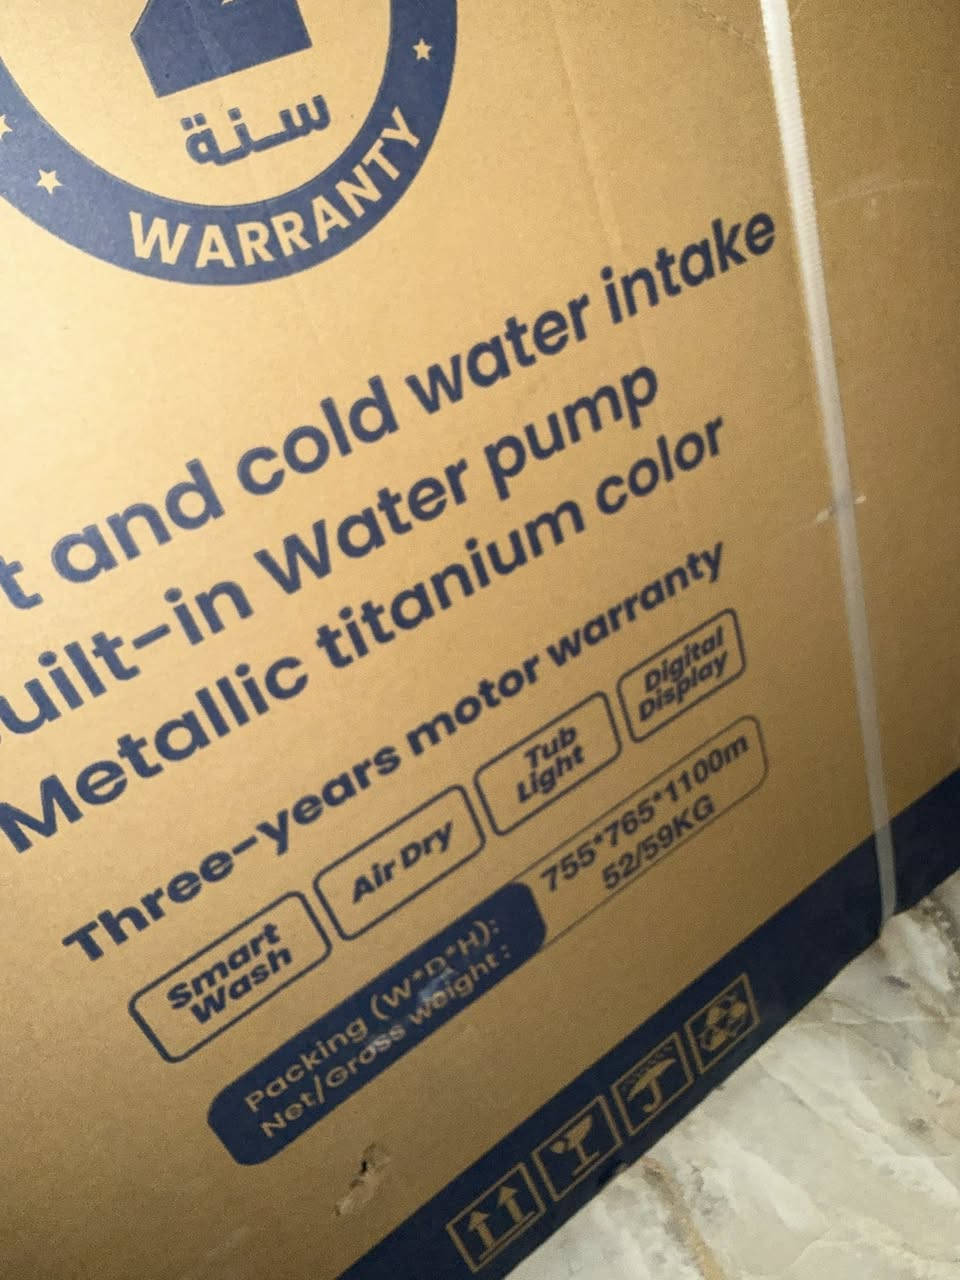 سنة
WARRANTY
and cold water intake
Built-in Water pump
Metallic titanium color
Three-years motor warranty
Smart Wash
Air Dry
Tub Light
Digital Display
Packing (W*D*H): 755*765*1100m
Net/Gross weight: 52/59KG